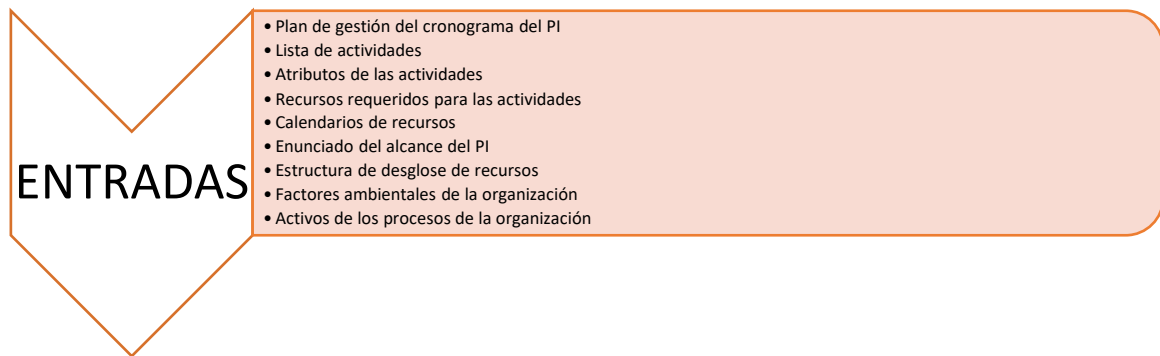 ENTRADAS
• Plan de gestión del cronograma del PI
• Lista de actividades
• Atributos de las actividades
• Recursos requeridos para las actividades
• Calendarios de recursos
• Enunciado del alcance del PI
• Estructura de desglose de recursos
• Factores ambientales de la organización
• Activos de los procesos de la organización